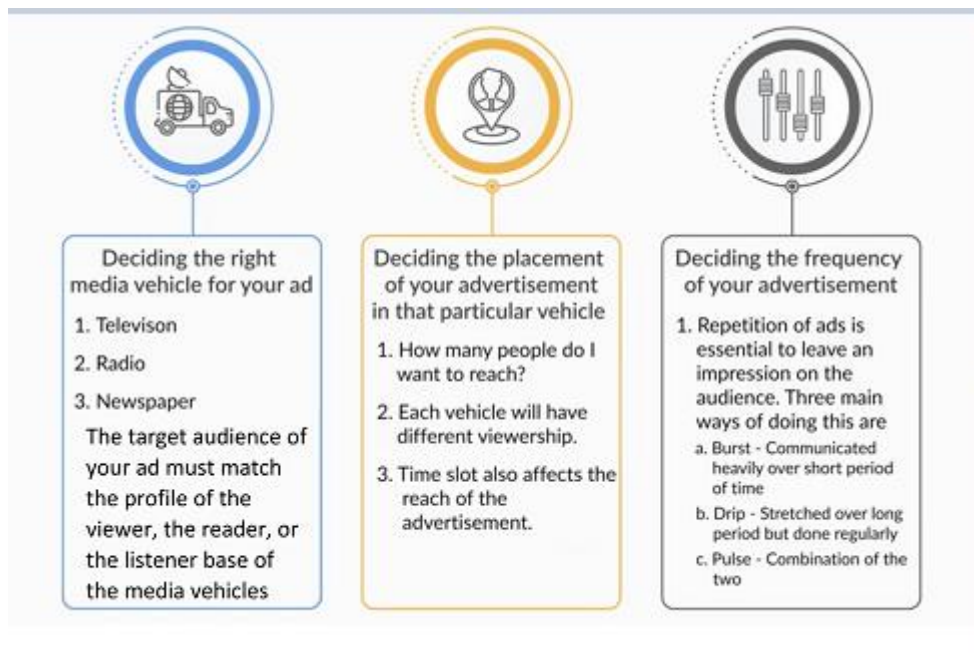 Deciding the right
media vehicle for your ad
1. Televison
2. Radio
3. Newspaper
The target audience of
your ad must match
the profile of the
viewer, the reader, or
the listener base of
the media vehicles
Deciding the placement
of your advertisement
in that particular vehicle
1. How many people do I
want to reach?
2. Each vehicle will have
different viewership.
3. Time slot also affects the
reach of the
advertisement.
Deciding the frequency
of your advertisement
1. Repetition of ads is
essential to leave an
impression on the
audience. Three main
ways of doing this are
a. Burst - Communicated
heavily over short period
of time
b. Drip - Stretched over long
period but done regularly
c. Pulse - Combination of the
two